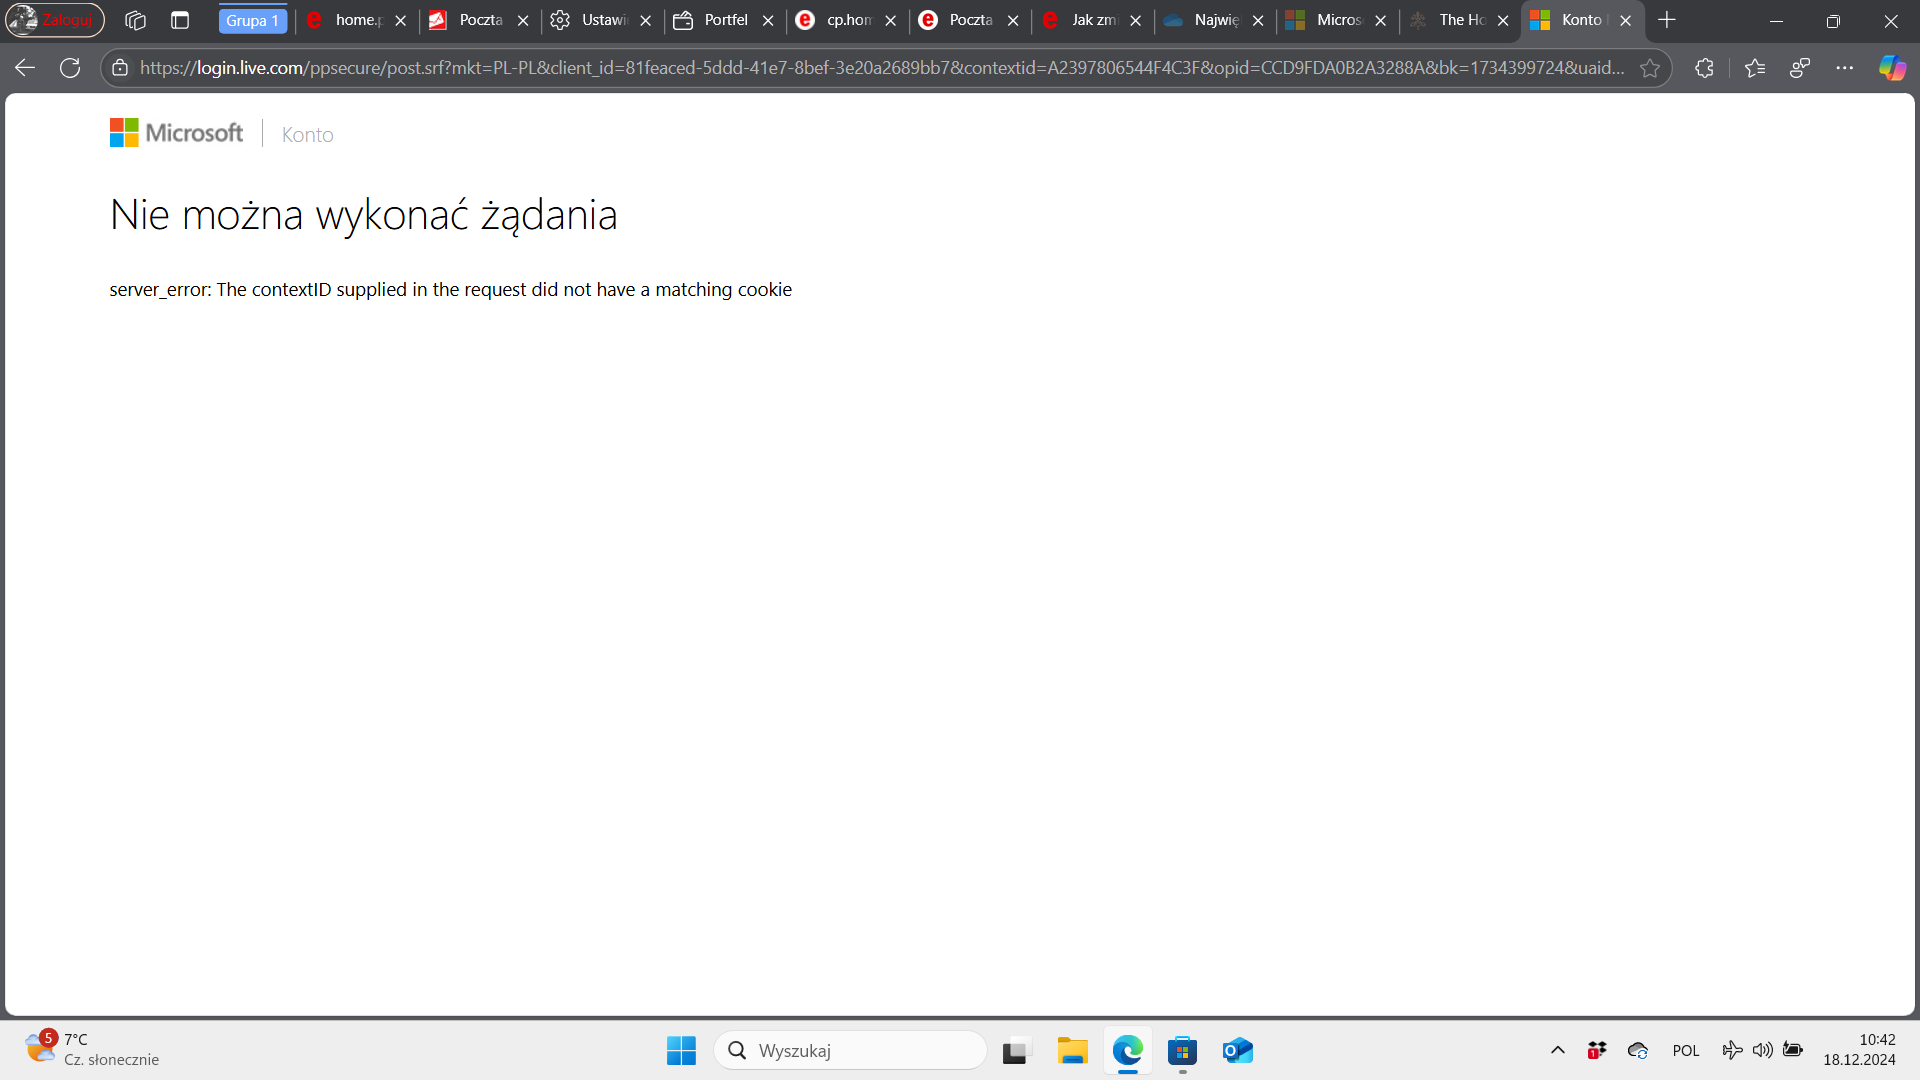 Zaloguj
Grupa 1
home.p
Poczta
Ustawi
Portfel
cp.hom
Poczta
Jak zmi
Najwię
Micros
The Ho
Konto
https://login.live.com/ppsecure/post.srf?mkt=PL-PL&client_id=81feaced-5ddd-41e7-8bef-3e20a2689bb7&contextid=A2397806544F4C3F&opid=CCD9FDA0B2A3288A&bk=1734399724&uaid...
Microsoft
Konto
Nie można wykonać żądania
server_error: The contextID supplied in the request did not have a matching cookie
5
7°C
Cz. słonecznie
Wyszukaj
1
POL
10:42
18.12.2024